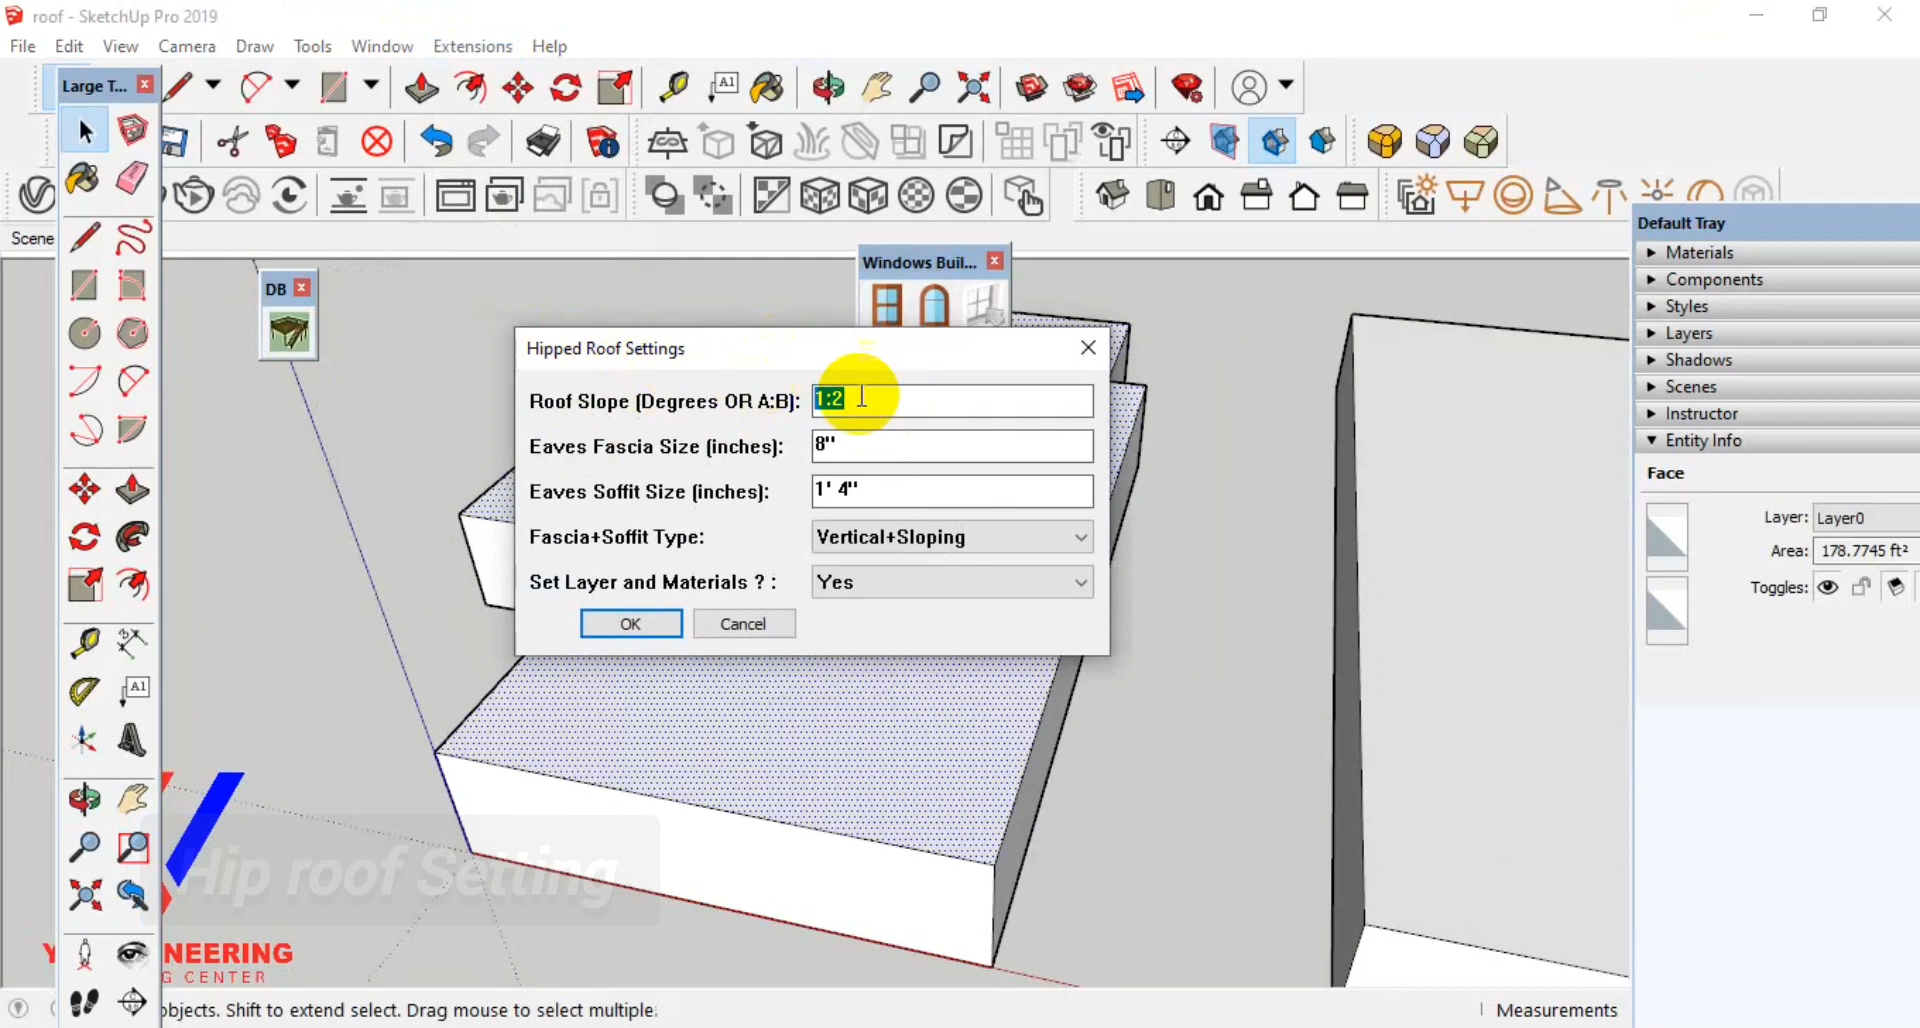 roof - SketchUp Pro 2019
File Edit View Camera Draw Tools Window Extensions Help
Large T...
A1
Scene
DB
Windows Buil...
Default Tray
Materials
Components
Styles
Layers
Shadows
Scenes
Instructor
Entity Info
Face
Layer: Layer0
Area: 178.7745 ft²
Toggles:
Hipped Roof Settings
Roof Slope (Degrees OR A:B): 1:2
Eaves Fascia Size (inches): 8"
Eaves Soffit Size (inches): 1' 4"
Fascia+Soffit Type: Vertical+Sloping
Set Layer and Materials ? : Yes
OK Cancel
A1
Hip roof Setting
NEERING
G CENTER
objects. Shift to extend select. Drag mouse to select multiple.
Measurements